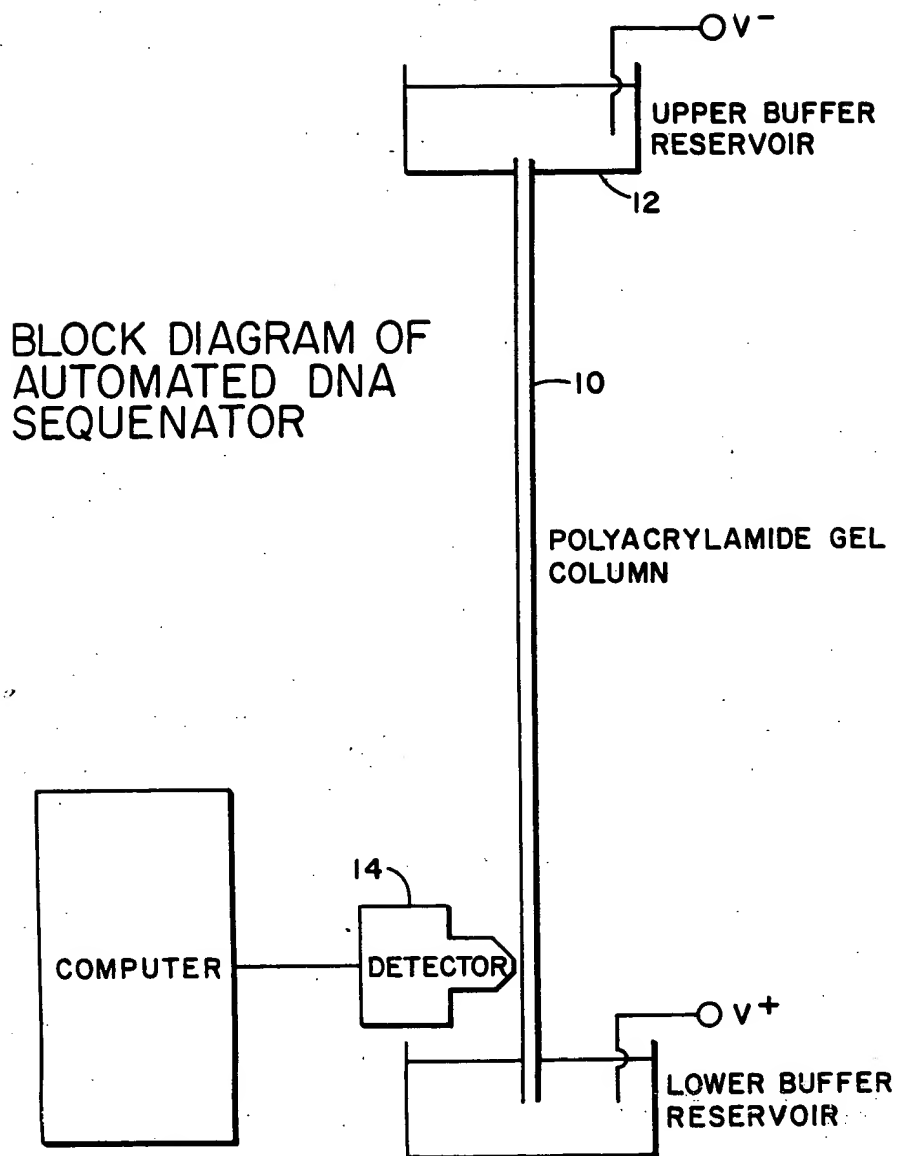 V-
UPPER BUFFER
RESERVOIR
12
BLOCK DIAGRAM OF
AUTOMATED DNA
SEQUENATOR
10
POLYACRYLAMIDE GEL
COLUMN
14
COMPUTER
DETECTOR
V+
LOWER BUFFER
RESERVOIR